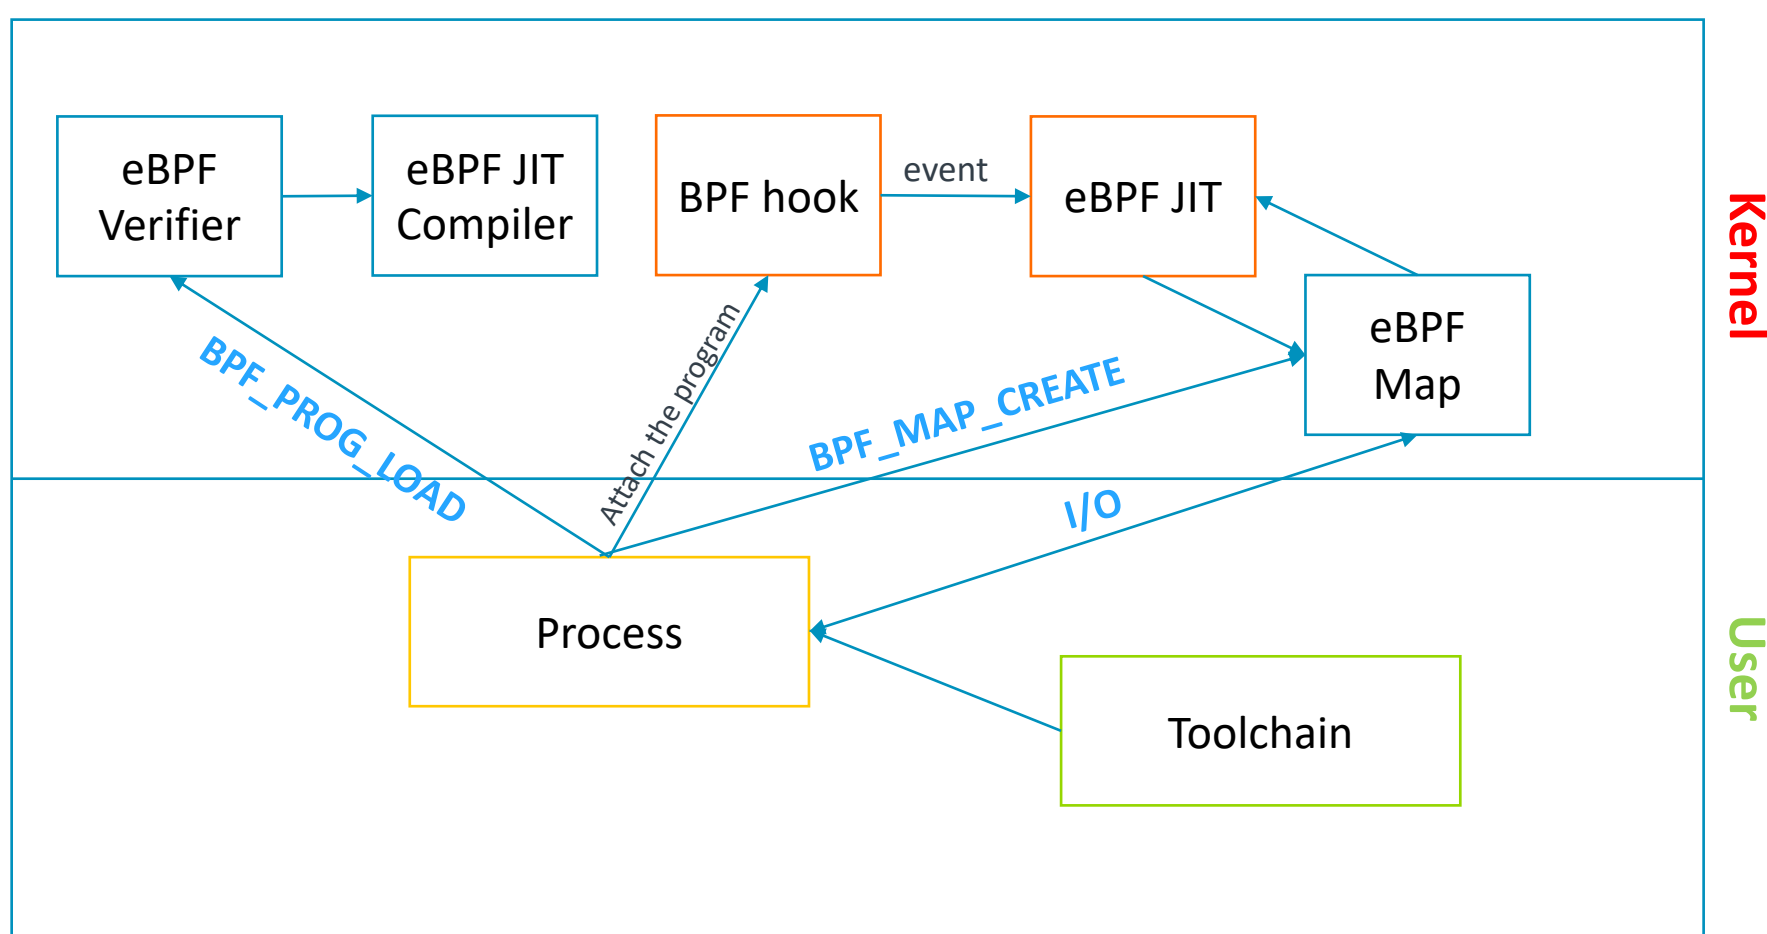 eBPF
Verifier
eBPF JIT
Compiler
BPF hook
event
eBPF JIT
eBPF
Map
Kernel
BPF_PROG_LOAD
Attach the program
BPF_MAP_CREATE
I/O
Process
Toolchain
User